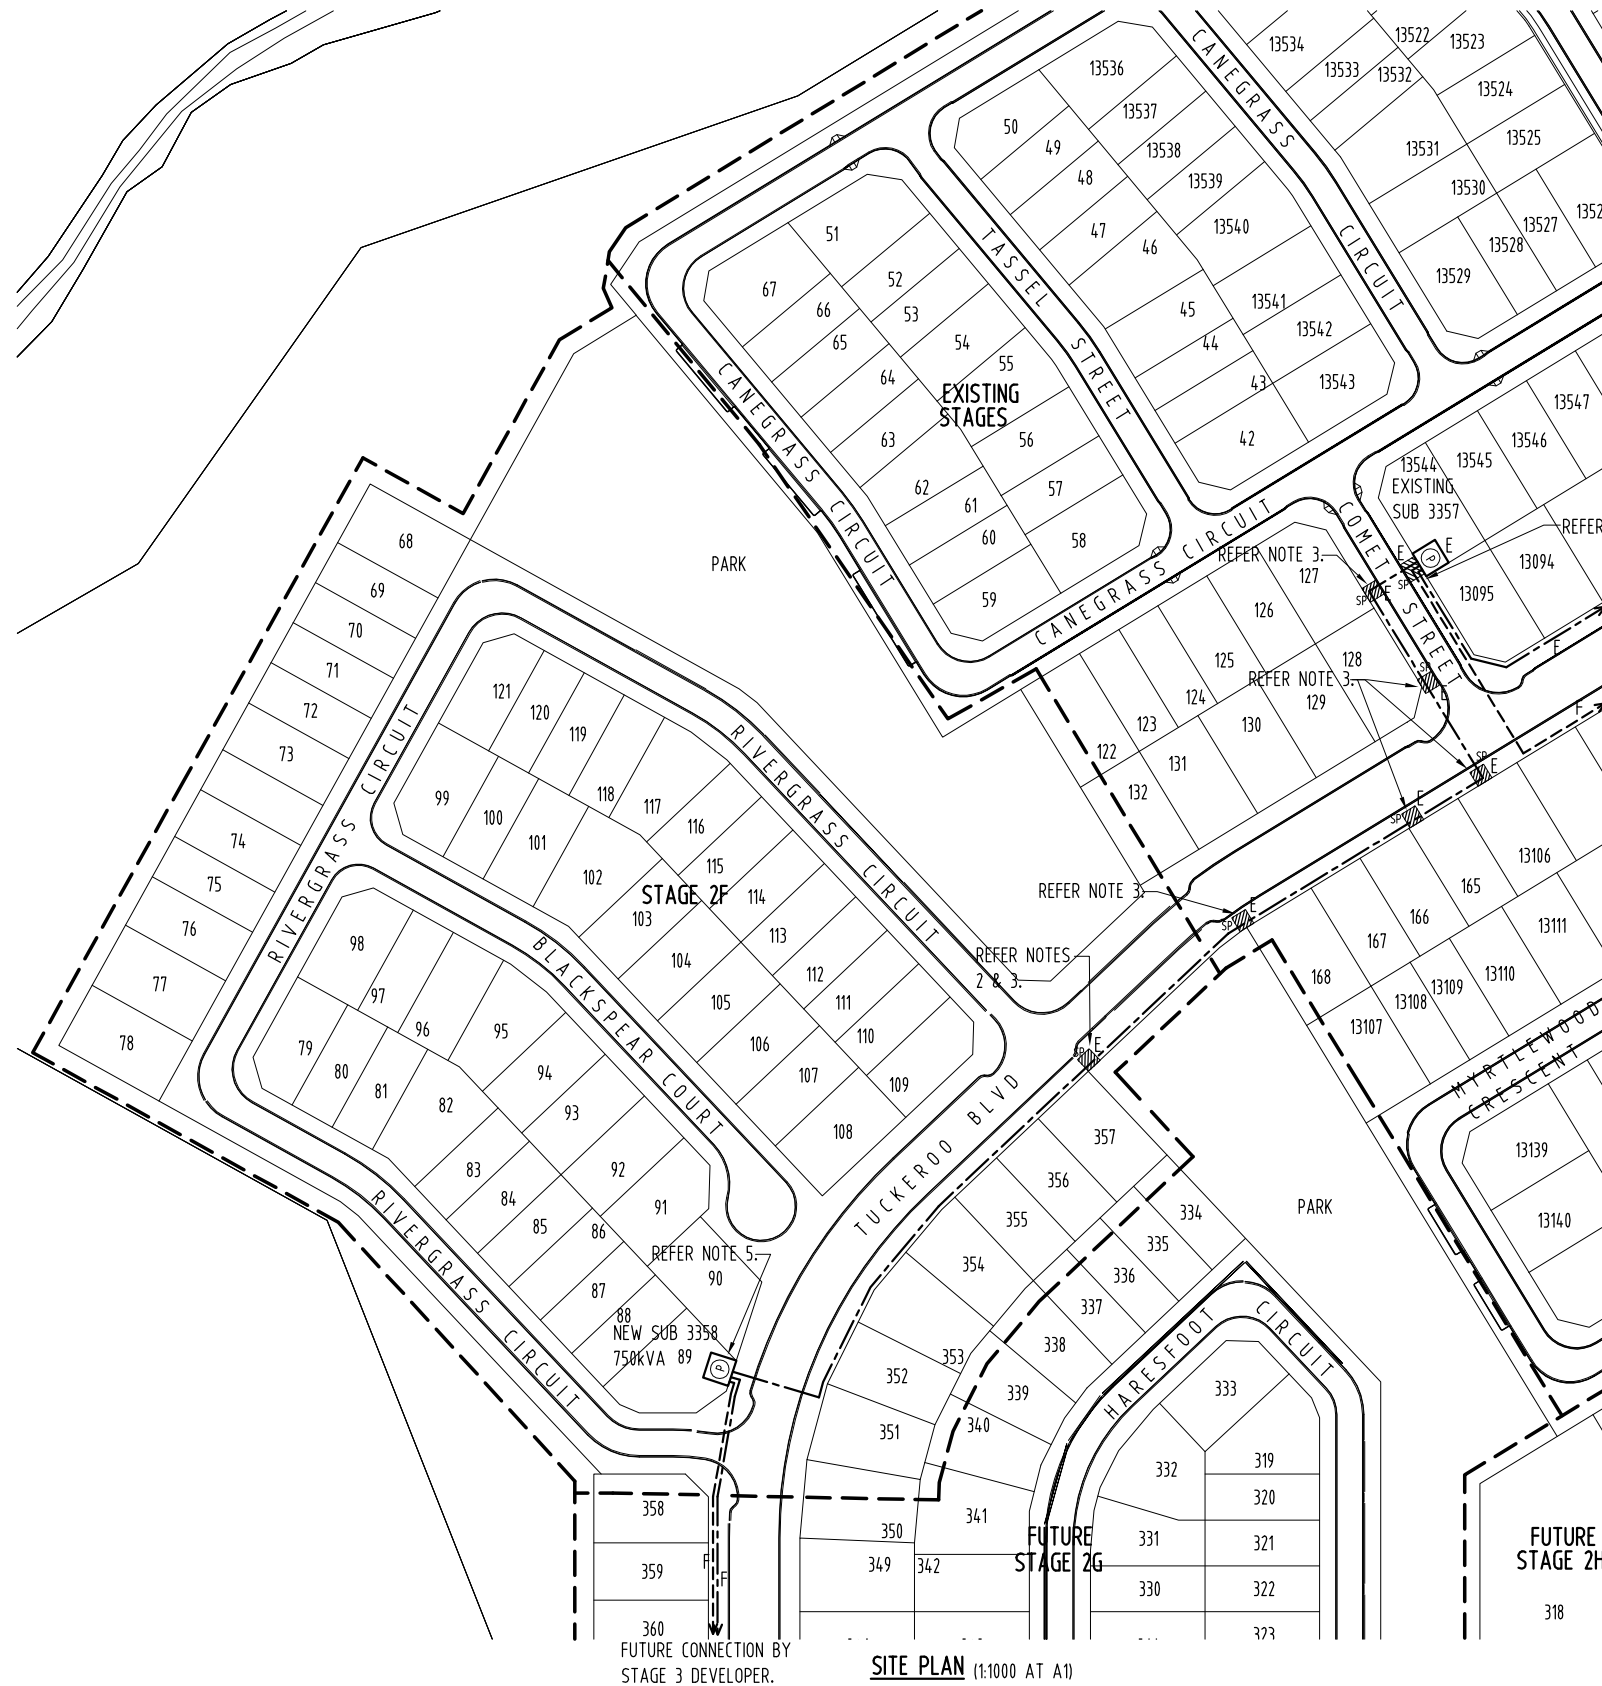 13534
13522
13523
13533
13532
13524
13536
13537
50
49
13538
13531
13525
48
13539
13530
CANEGRASS CIRCUIT
47
46
13540
13528
13527
1352
13529
51
52
67
66
53
65
54
55
64
TASSEL STREET
45
13541
44
13542
43
13543
42
13547
13546
13545
13544
EXISTING
STAGES
63
56
62
61
57
60
58
59
EXISTING
SUB 3357
P
E
E
REFER
13094
13095
CANEGRASS CIRCUIT
CANEGRASS CIRCUIT
COMET STREET
REFER NOTE 3.
127
SP
E
126
125
128
REFER NOTE 3.
129
SP
E
F
F
124
123
130
122
131
132
SP
E
SP
E
PARK
68
69
70
71
72
73
74
75
76
77
78
RIVERGRASS CIRCUIT
RIVERGRASS CIRCUIT
121
120
119
118
117
116
115
114
113
112
111
110
109
99
100
101
102
STAGE 2F
103
104
105
106
107
108
BLACKSPEAR COURT
98
97
96
95
94
93
92
91
79
80
81
82
83
84
85
86
87
88
REFER NOTE 5.
90
NEW SUB 3358
750kVA 89
P
RIVERGRASS CIRCUIT
REFER NOTE 3.
SP
E
REFER NOTES
2 & 3.
SP
E
TUCKEROO BLVD
13106
165
166
13111
167
13110
168
13109
13108
13107
MYRTLEWOOD
CRESCENT
13139
13140
PARK
357
356
355
354
334
335
336
337
338
353
352
339
351
340
350
341
349
342
HARESFOOT CIRCUIT
333
332
319
320
331
321
330
322
323
FUTURE
STAGE 2G
FUTURE
STAGE 2H
318
358
359
360
F
F
FUTURE CONNECTION BY
STAGE 3 DEVELOPER.
SITE PLAN (1:1000 AT A1)